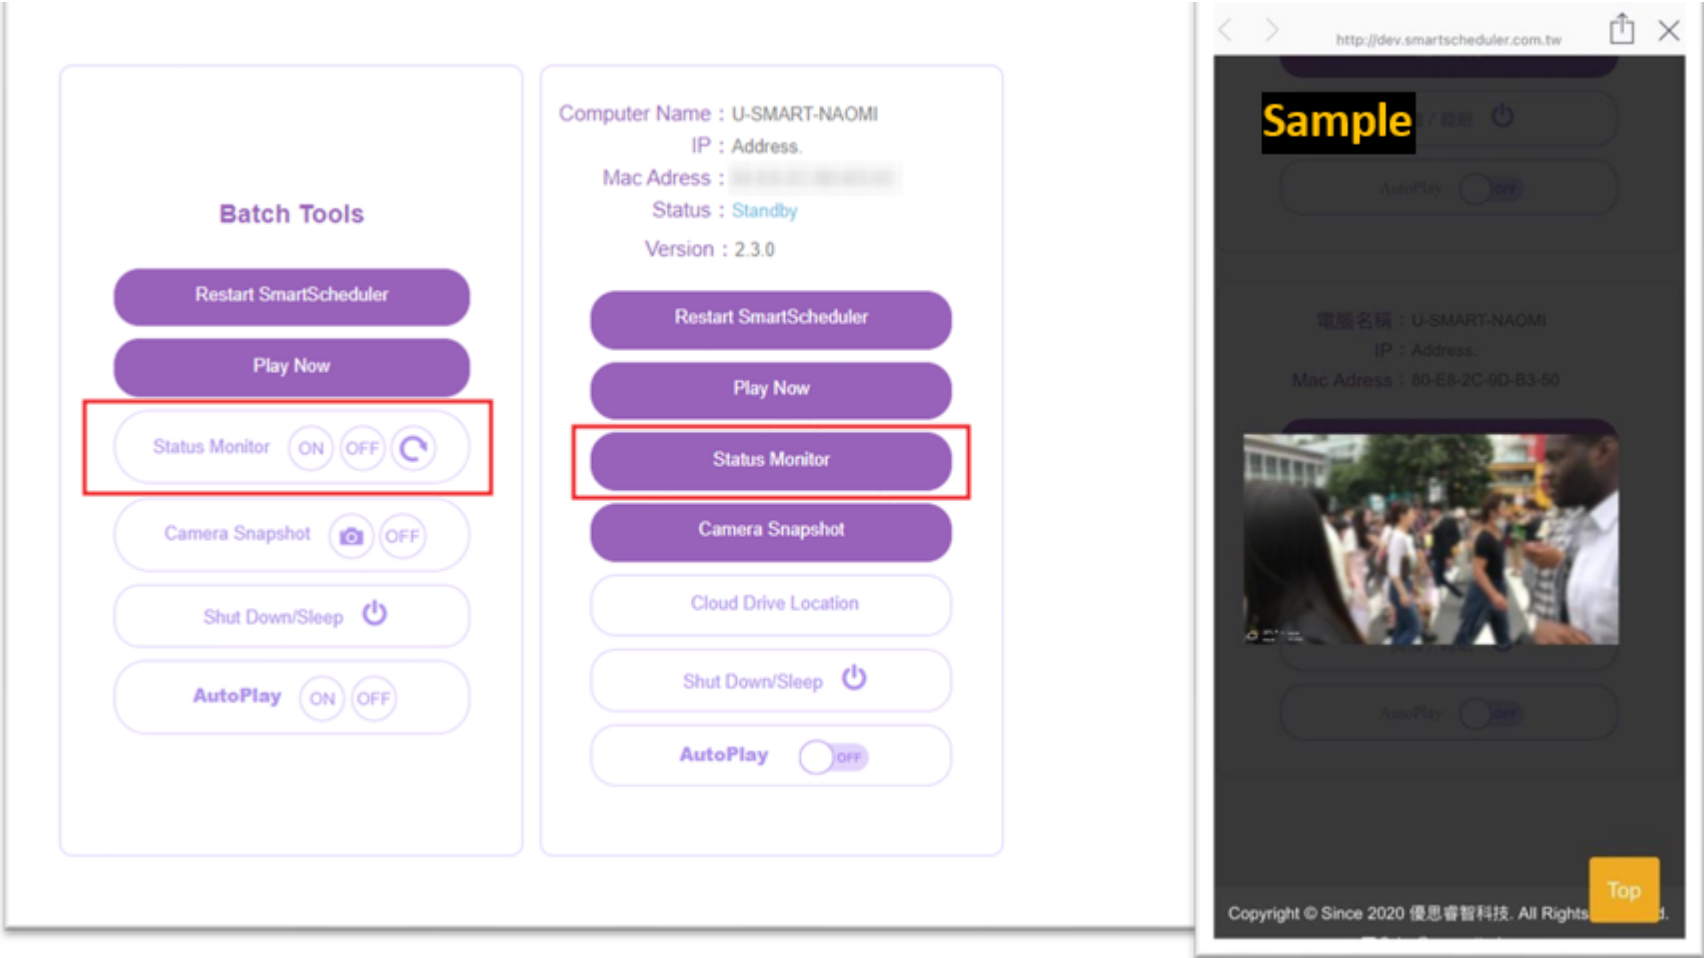 Batch Tools
Restart SmartScheduler
Play Now
Status Monitor ON OFF
Camera Snapshot OFF
Shut Down/Sleep
AutoPlay ON OFF
Computer Name : U-SMART-NAOMI
IP : Address.
Mac Adress :
Status : Standby
Version : 2.3.0
Restart SmartScheduler
Play Now
Status Monitor
Camera Snapshot
Cloud Drive Location
Shut Down/Sleep
AutoPlay OFF
http://dev.smartscheduler.com.tw
Sample
AutoPlay OFF
電腦名稱 : U-SMART-NAOMI
IP : Address.
Mac Adress : 80-E8-2C-9D-B3-50
AutoPlay OFF
Top
Copyright © Since 2020 優思睿智科技. All Rights